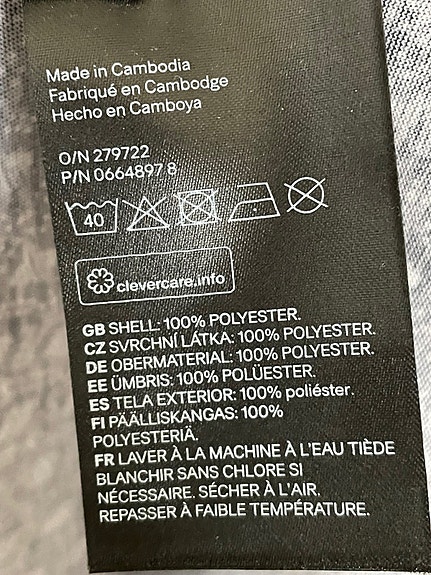 Made in Cambodia
Fabriqué en Cambodge
Hecho en Camboya
O/N 279722
P/N 0664897 8
40
clevercare.info
GB SHELL: 100% POLYESTER.
CZ SVRCHNÍ LÁTKA: 100% POLYESTER.
DE OBERMATERIAL: 100% POLYESTER.
EE ÜMBRIS: 100% POLÜESTER.
ES TELA EXTERIOR: 100% poliéster.
FI PÄÄLLISKANGAS: 100%
POLYESTERIÄ.
FR LAVER À LA MACHINE À L'EAU TIÈDE
BLANCHIR SANS CHLORE SI
NÉCESSAIRE. SÉCHER À L'AIR.
REPASSER À FAIBLE TEMPÉRATURE.